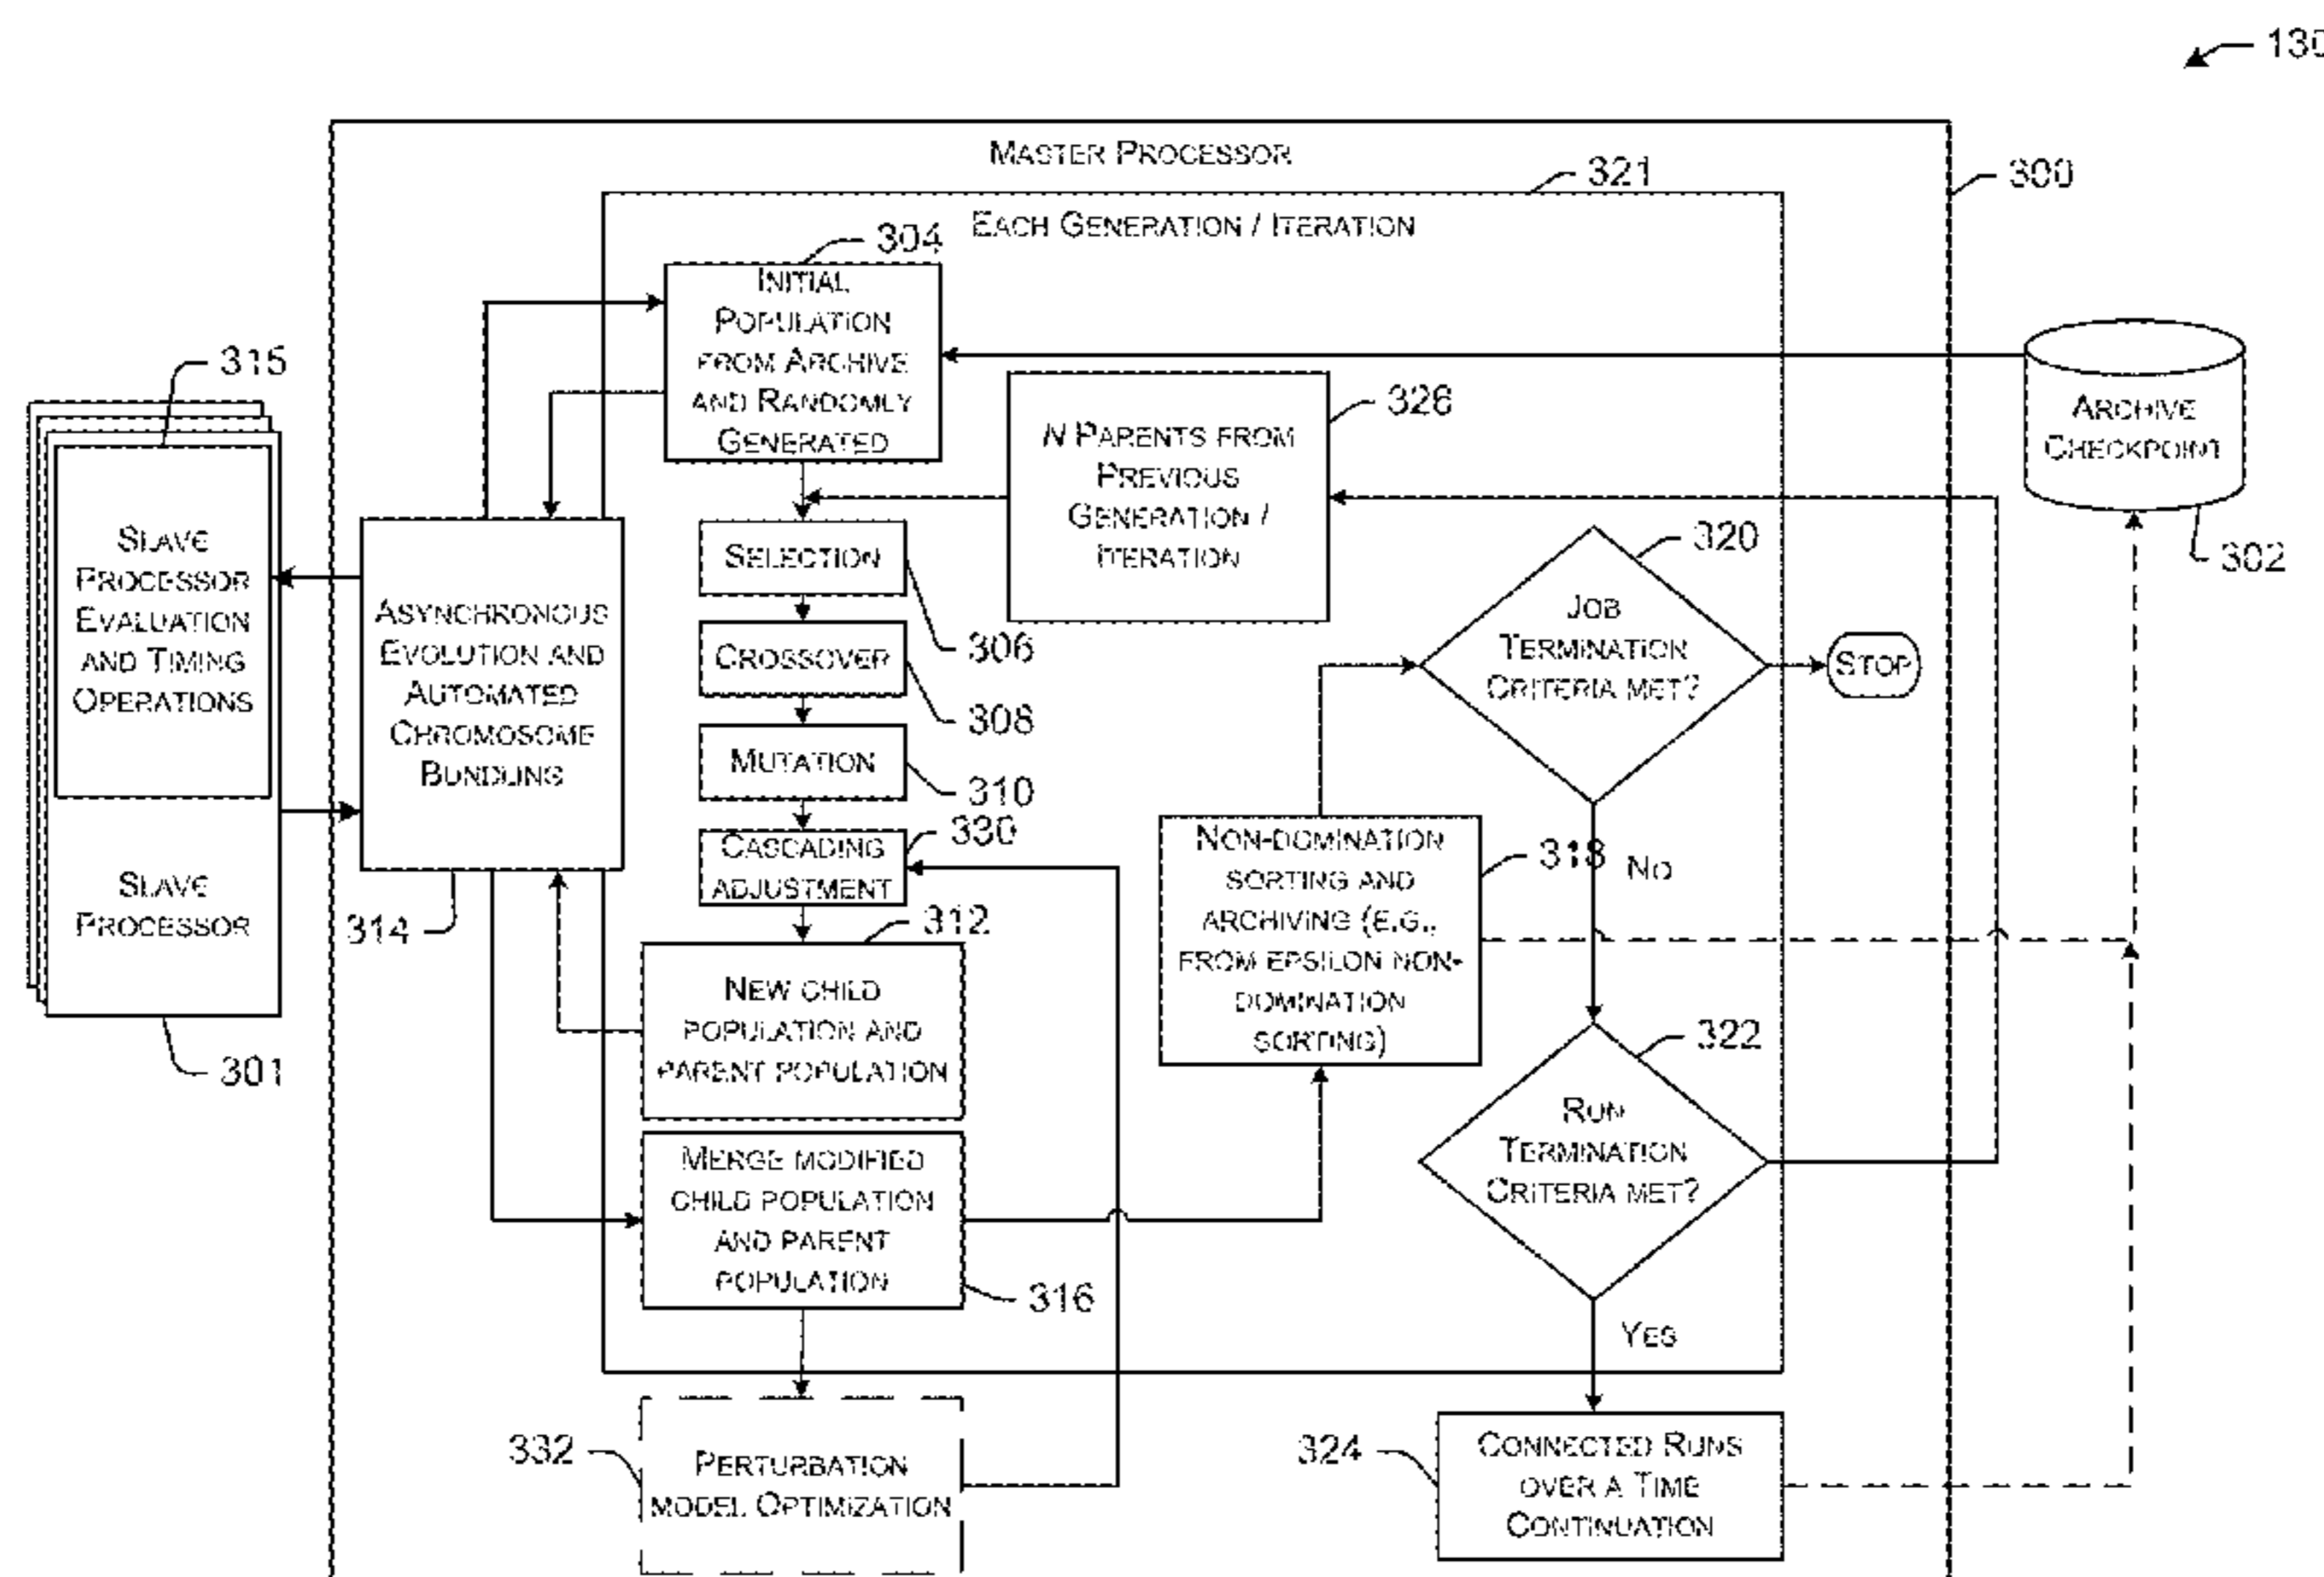 130
MASTER PROCESSOR
321
300
EACH GENERATION / ITERATION
304
INITIAL
POPULATION
FROM ARCHIVE
AND RANDOMLY
GENERATED
315
326
N PARENTS FROM
PREVIOUS
GENERATION /
ITERATION
ARCHIVE
CHECKPOINT
302
SLAVE
PROCESSOR
EVALUATION
AND TIMING
OPERATIONS
SLAVE
PROCESSOR
301
ASYNCHRONOUS
EVOLUTION AND
AUTOMATED
CHROMOSOME
BUNDLING
314
SELECTION
306
CROSSOVER
308
MUTATION
310
330
CASCADING
ADJUSTMENT
312
NEW CHILD
POPULATION AND
PARENT POPULATION
MERGE MODIFIED
CHILD POPULATION
AND PARENT
POPULATION
316
320
JOB
TERMINATION
CRITERIA MET?
STOP
NON-DOMINATION
SORTING AND
ARCHIVING (E.G.,
FROM EPSILON NON-
DOMINATION
SORTING)
318
NO
322
RUN
TERMINATION
CRITERIA MET?
YES
332
PERTURBATION
MODEL OPTIMIZATION
324
CONNECTED RUNS
OVER A TIME
CONTINUATION